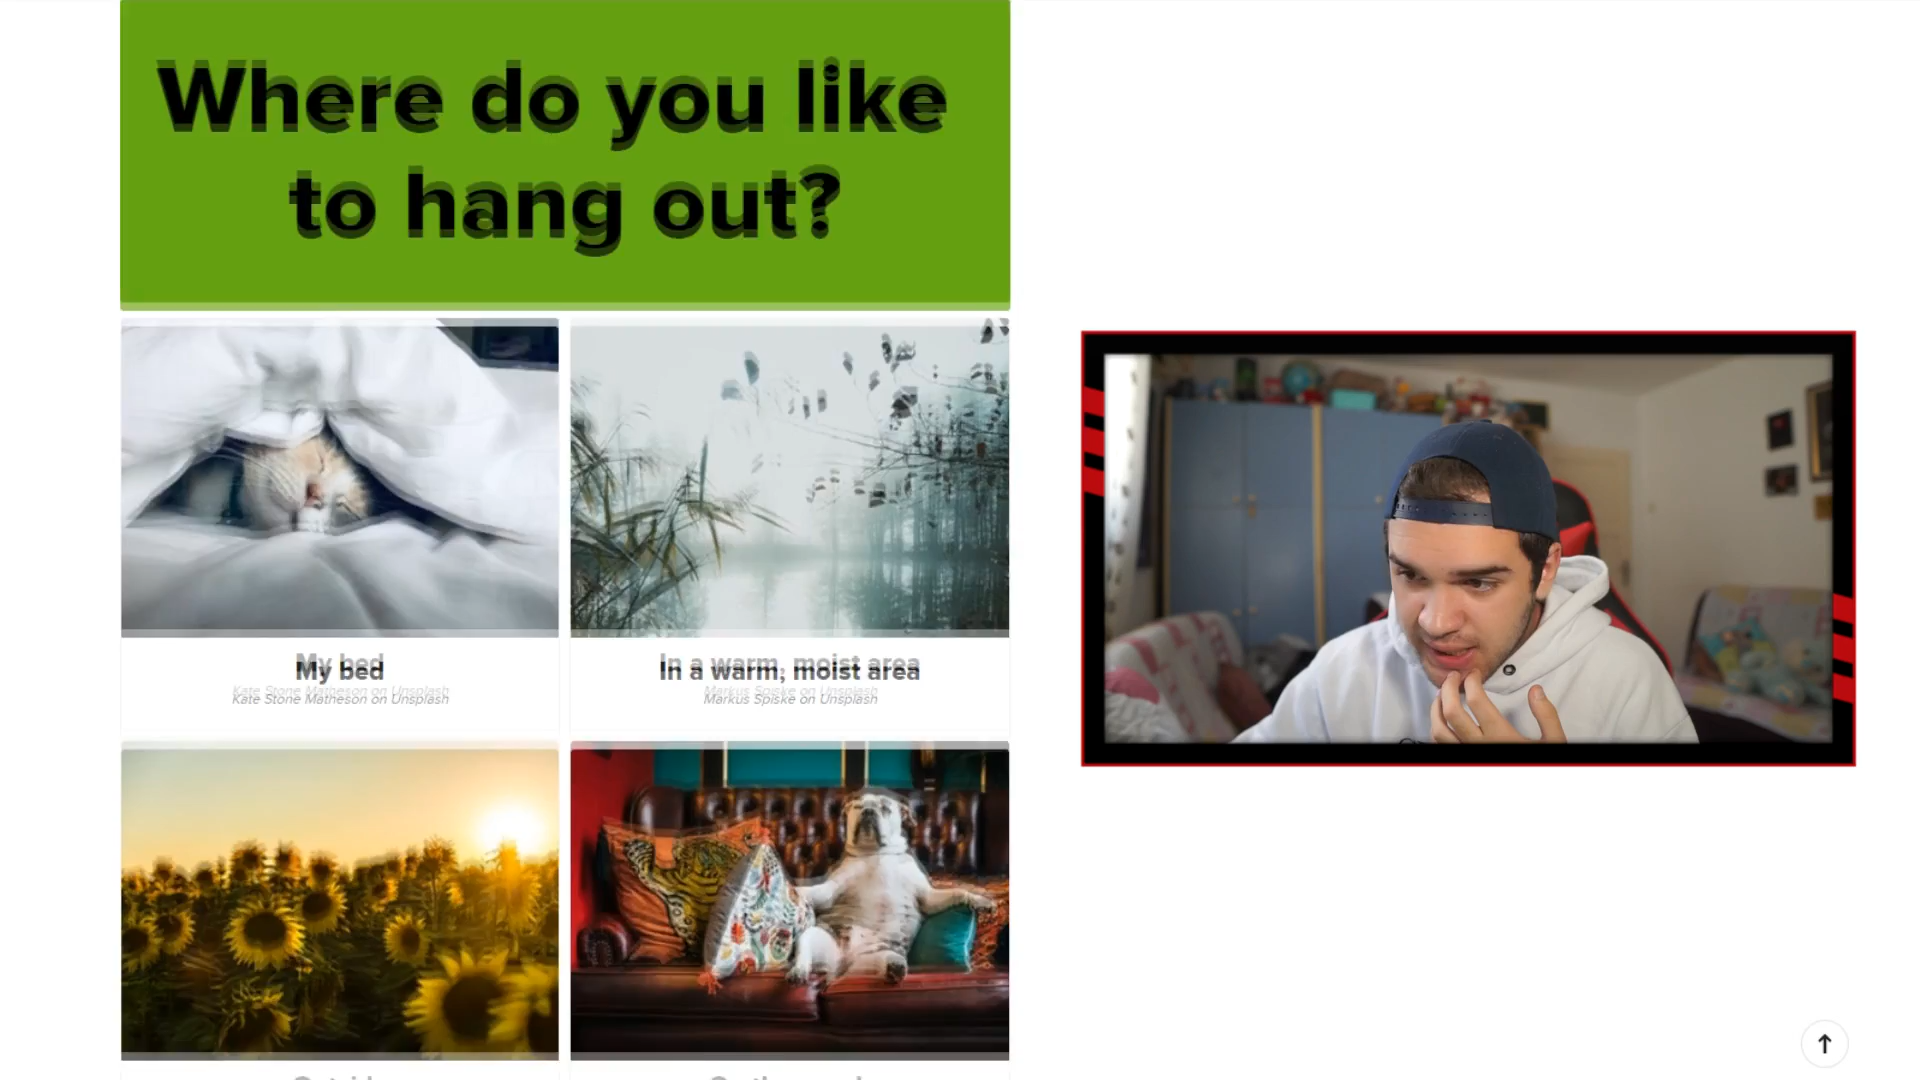 Where do you like
to hang out?
My bed
Kate Stone Matheson on Unsplash
In a warm, moist area
Markus Spiske on Unsplash